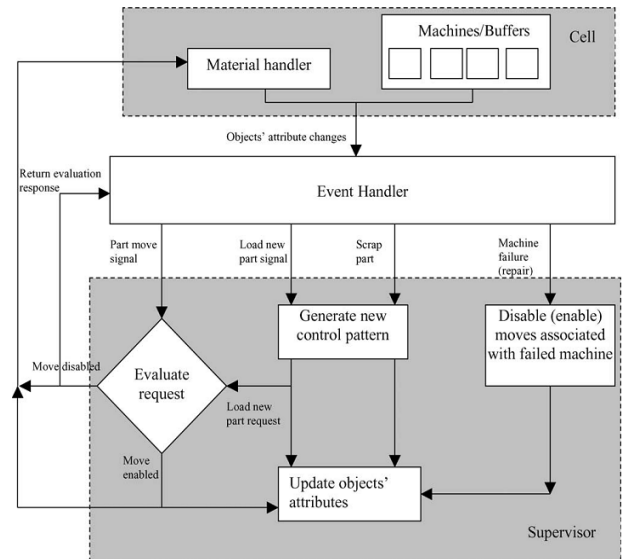 Machines/Buffers
Cell
Material handler
Objects' attribute changes
Return evaluation
response
Event Handler
Part move
signal
Load new
part signal
Scrap
part
Machine
failure
(repair)
Generate new
control pattern
Disable (enable)
moves associated
with failed machine
Move disabled
Evaluate
request
Load new
part request
Move
enabled
Update objects'
attributes
Supervisor